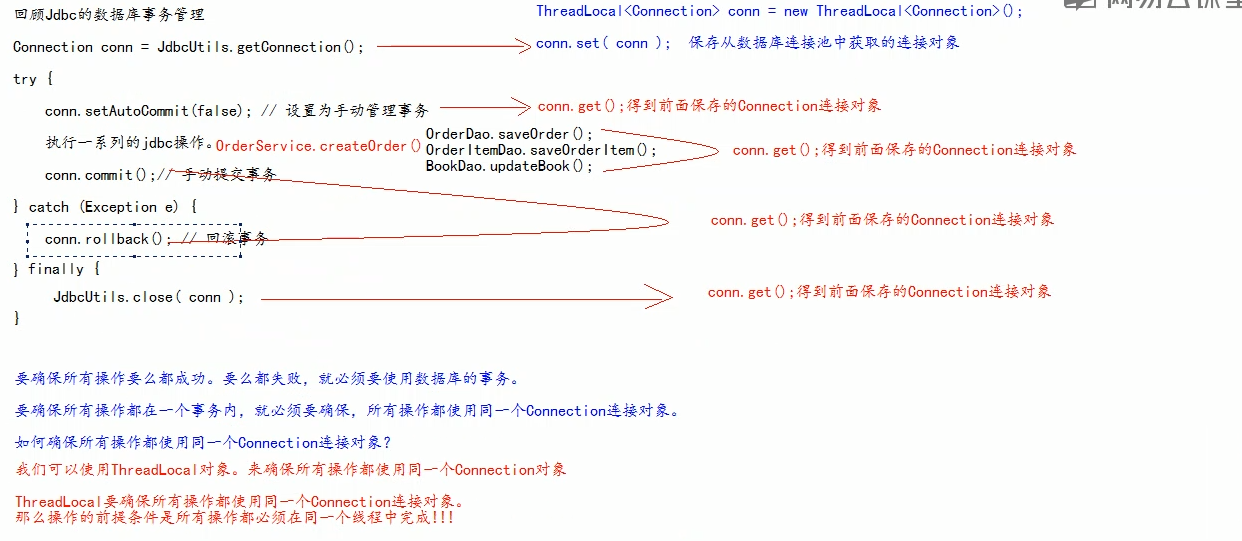 回顾Jdbc的数据库事务管理
ThreadLocal<Connection> conn = new ThreadLocal<Connection>();
Connection conn = JdbcUtils.getConnection();
conn.set( conn ); 保存从数据库连接池中获取的连接对象
try {
conn.setAutoCommit(false); // 设置为手动管理事务
conn.get();得到前面保存的Connection连接对象
执行一系列的jdbc操作。OrderService.createOrder()
OrderDao.saveOrder();
OrderItemDao.saveOrderItem();
BookDao.updateBook();
conn.get();得到前面保存的Connection连接对象
conn.commit();// 手动提交事务
} catch (Exception e) {
conn.get();得到前面保存的Connection连接对象
conn.rollback(); // 回滚事务
} finally {
JdbcUtils.close( conn );
conn.get();得到前面保存的Connection连接对象
}
要确保所有操作要么都成功。要么都失败，就必须要使用数据库的事务。
要确保所有操作都在一个事务内，就必须要确保，所有操作都使用同一个Connection连接对象。
如何确保所有操作都使用同一个Connection连接对象？
我们可以使用ThreadLocal对象。来确保所有操作都使用同一个Connection对象
ThreadLocal要确保所有操作都使用同一个Connection连接对象。
那么操作的前提条件是所有操作都必须在同一个线程中完成!!!